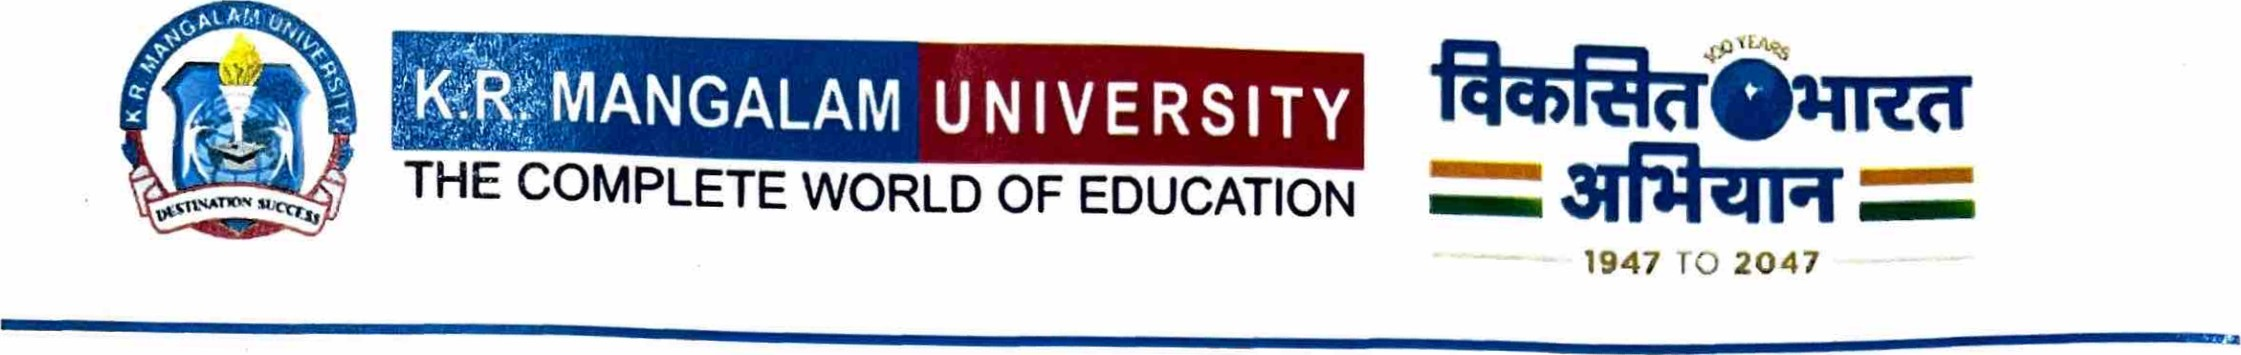 K.R. MANGALAM UNIVERSITY
DESTINATION SUCCESS
K.R. MANGALAM UNIVERSITY
THE COMPLETE WORLD OF EDUCATION
100 YEARS
विकसित भारत
अभियान
1947 TO 2047